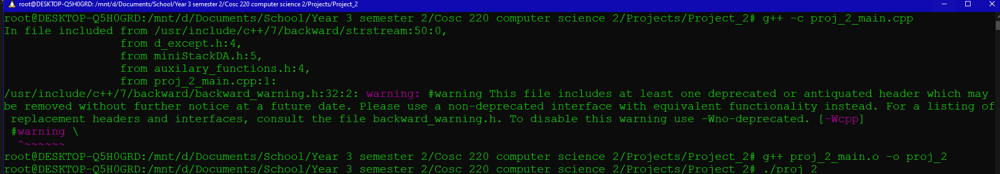 root@DESKTOP-Q5H0GRD: /mnt/d/Documents/School/Year 3 semester 2/Cosc 220 computer science 2/Projects/Project_2
root@DESKTOP-Q5H0GRD:/mnt/d/Documents/School/Year 3 semester 2/Cosc 220 computer science 2/Projects/Project_2# g++ -c proj_2_main.cpp
In file included from /usr/include/c++/7/backward/strstream:50:0,
                 from d_except.h:4,
                 from miniStackDA.h:5,
                 from auxilary_functions.h:4,
                 from proj_2_main.cpp:1:
/usr/include/c++/7/backward/backward_warning.h:32:2: warning: #warning This file includes at least one deprecated or antiquated header which may
be removed without further notice at a future date. Please use a non-deprecated interface with equivalent functionality instead. For a listing of
 replacement headers and interfaces, consult the file backward_warning.h. To disable this warning use -Wno-deprecated. [-Wcpp]
 #warning \
  ^~~~~~~
root@DESKTOP-Q5H0GRD:/mnt/d/Documents/School/Year 3 semester 2/Cosc 220 computer science 2/Projects/Project_2# g++ proj_2_main.o -o proj_2
root@DESKTOP-Q5H0GRD:/mnt/d/Documents/School/Year 3 semester 2/Cosc 220 computer science 2/Projects/Project_2# ./proj_2